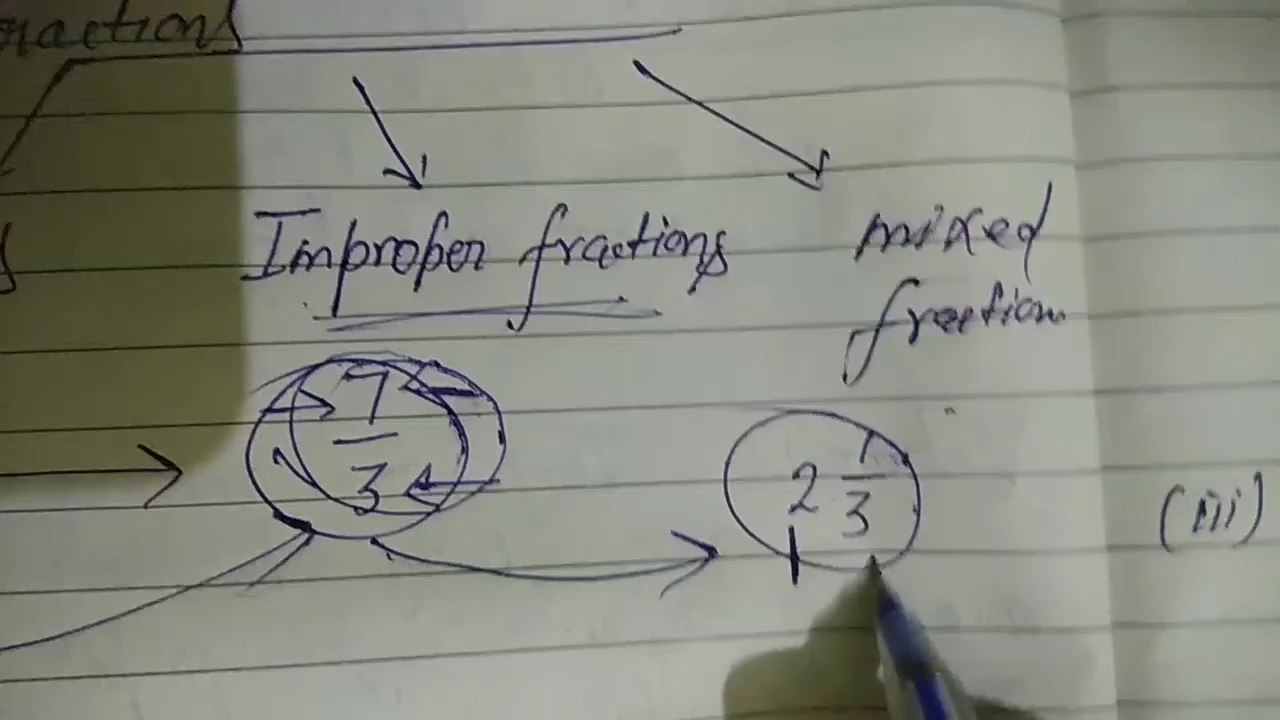 ractions
s
Improper fractions
mixed
fraction
7
3
2 1
3
(iii)